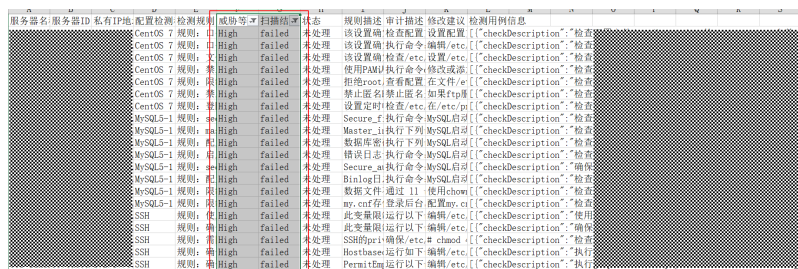 服务器名 服务器ID 私有IP地 配置检测 检测规则 威胁等 扫描结 状态 规则描述 审计描述 修改建议 检测用例信息
CentOS 7 规则: 口 High failed 未处理 该设置确 检查配置 设置配置 [{"checkDescription":"检查
CentOS 7 规则: 口 High failed 未处理 该设置确 执行命令 编辑/etc. [{"checkDescription":"检查
CentOS 7 规则: 文 High failed 未处理 该设置确 检查/etc. 设置/etc. [{"checkDescription":"检查
CentOS 7 规则: 禁 High failed 未处理 使用PAM认 执行命令 修改或添 [{"checkDescription":"检查
CentOS 7 规则: 限 High failed 未处理 拒绝root. 查看配置 在文件/e [{"checkDescription":"检查
CentOS 7 规则: 禁 High failed 未处理 禁止匿名 禁止匿名 如果ftp服 [{"checkDescription":"检查
CentOS 7 规则: 登 High failed 未处理 设置定时 检查/etc. 在/etc/p [{"checkDescription":"检查
MySQL5-1 规则: se High failed 未处理 Secure_f 执行命令 MySQL启动 [{"checkDescription":"检查
MySQL5-1 规则: ma High failed 未处理 Master_i 执行下列 MySQL启动 [{"checkDescription":"检查
MySQL5-1 规则: 配 High failed 未处理 数据库密 执行下列 MySQL启动 [{"checkDescription":"检查
MySQL5-1 规则: 启 High failed 未处理 错误日志 执行命令 MySQL启动 [{"checkDescription":"检查
MySQL5-1 规则: se High failed 未处理 Secure_a 执行命令 MySQL启动 [{"checkDescription":"确保
MySQL5-1 规则: 配 High failed 未处理 Binlog日. 执行命令 MySQL启动 [{"checkDescription":"检查
MySQL5-1 规则: 限 High failed 未处理 数据文件 通过 ll 使用chow [{"checkDescription":"检查
MySQL5-1 规则: 限 High failed 未处理 my.cnf存 登录后台 配置my.c [{"checkDescription":"检查
SSH 规则: 使 High failed 未处理 此变量限 运行以下 编辑/etc. [{"checkDescription":"使用
SSH 规则: 确 High failed 未处理 此变量限 运行以下 编辑/etc. [{"checkDescription":"确保
SSH 规则: 需 High failed 未处理 SSH的pri 确保/etc. # chmod [{"checkDescription":"检查
SSH 规则: 确 High failed 未处理 Hostbase 运行如下 编辑/etc. [{"checkDescription":"执行
SSH 规则: 确 High failed 未处理 PermitEm 运行以下 编辑/etc. [{"checkDescription":"执行